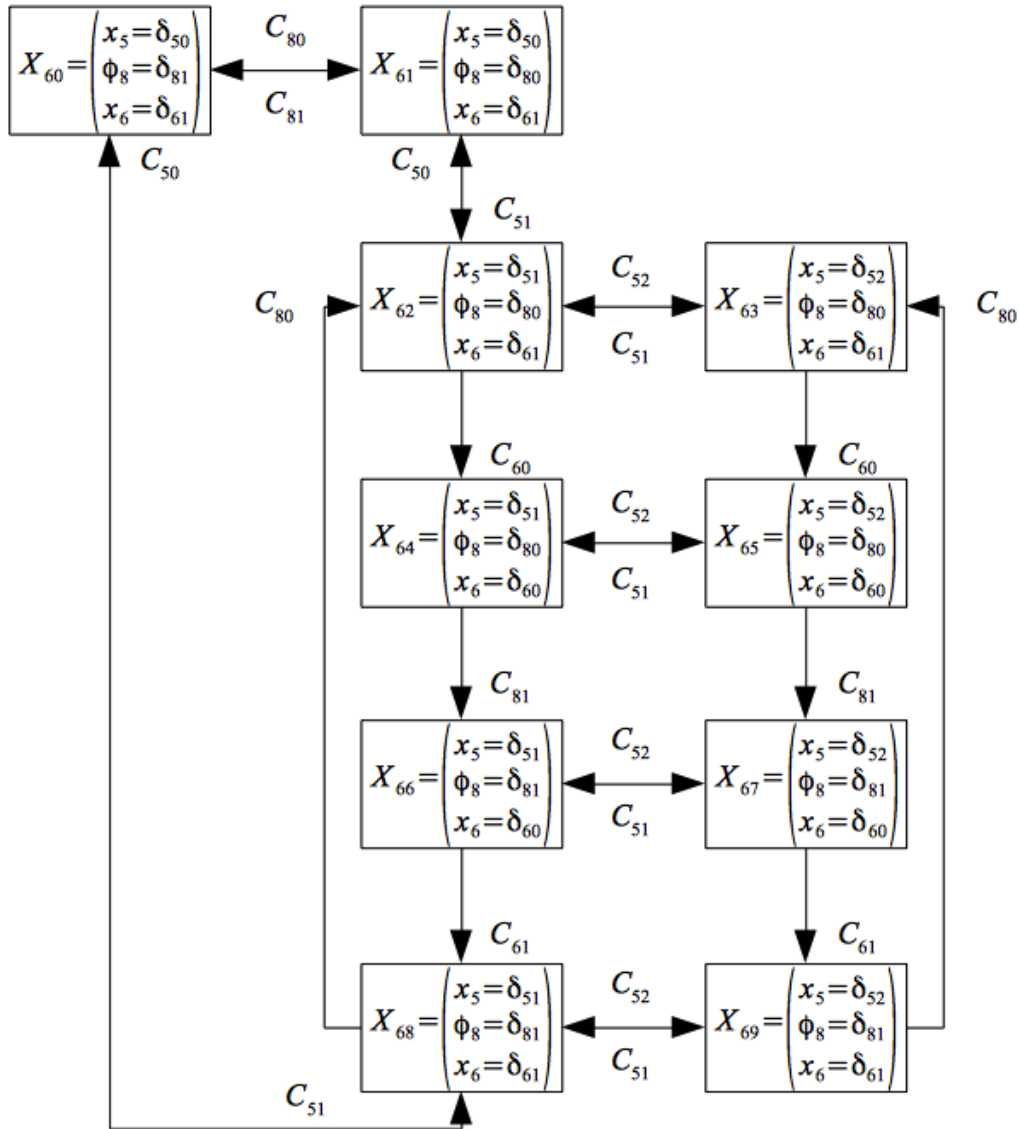 X₆₀ = ( x₅ = δ₅₀
ϕ₈ = δ₈₁
x₆ = δ₆₁ )
C₈₀
C₈₁
X₆₁ = ( x₅ = δ₅₀
ϕ₈ = δ₈₀
x₆ = δ₆₁ )
C₅₀
C₅₀
C₅₁
C₈₀
X₆₂ = ( x₅ = δ₅₁
ϕ₈ = δ₈₀
x₆ = δ₆₁ )
C₅₂
C₅₁
X₆₃ = ( x₅ = δ₅₂
ϕ₈ = δ₈₀
x₆ = δ₆₁ )
C₈₀
C₆₀
C₆₀
X₆₄ = ( x₅ = δ₅₁
ϕ₈ = δ₈₀
x₆ = δ₆₀ )
C₅₂
C₅₁
X₆₅ = ( x₅ = δ₅₂
ϕ₈ = δ₈₀
x₆ = δ₆₀ )
C₈₁
C₈₁
X₆₆ = ( x₅ = δ₅₁
ϕ₈ = δ₈₁
x₆ = δ₆₀ )
C₅₂
C₅₁
X₆₇ = ( x₅ = δ₅₂
ϕ₈ = δ₈₁
x₆ = δ₆₀ )
C₆₁
C₆₁
X₆₈ = ( x₅ = δ₅₁
ϕ₈ = δ₈₁
x₆ = δ₆₁ )
C₅₂
C₅₁
X₆₉ = ( x₅ = δ₅₂
ϕ₈ = δ₈₁
x₆ = δ₆₁ )
C₅₁